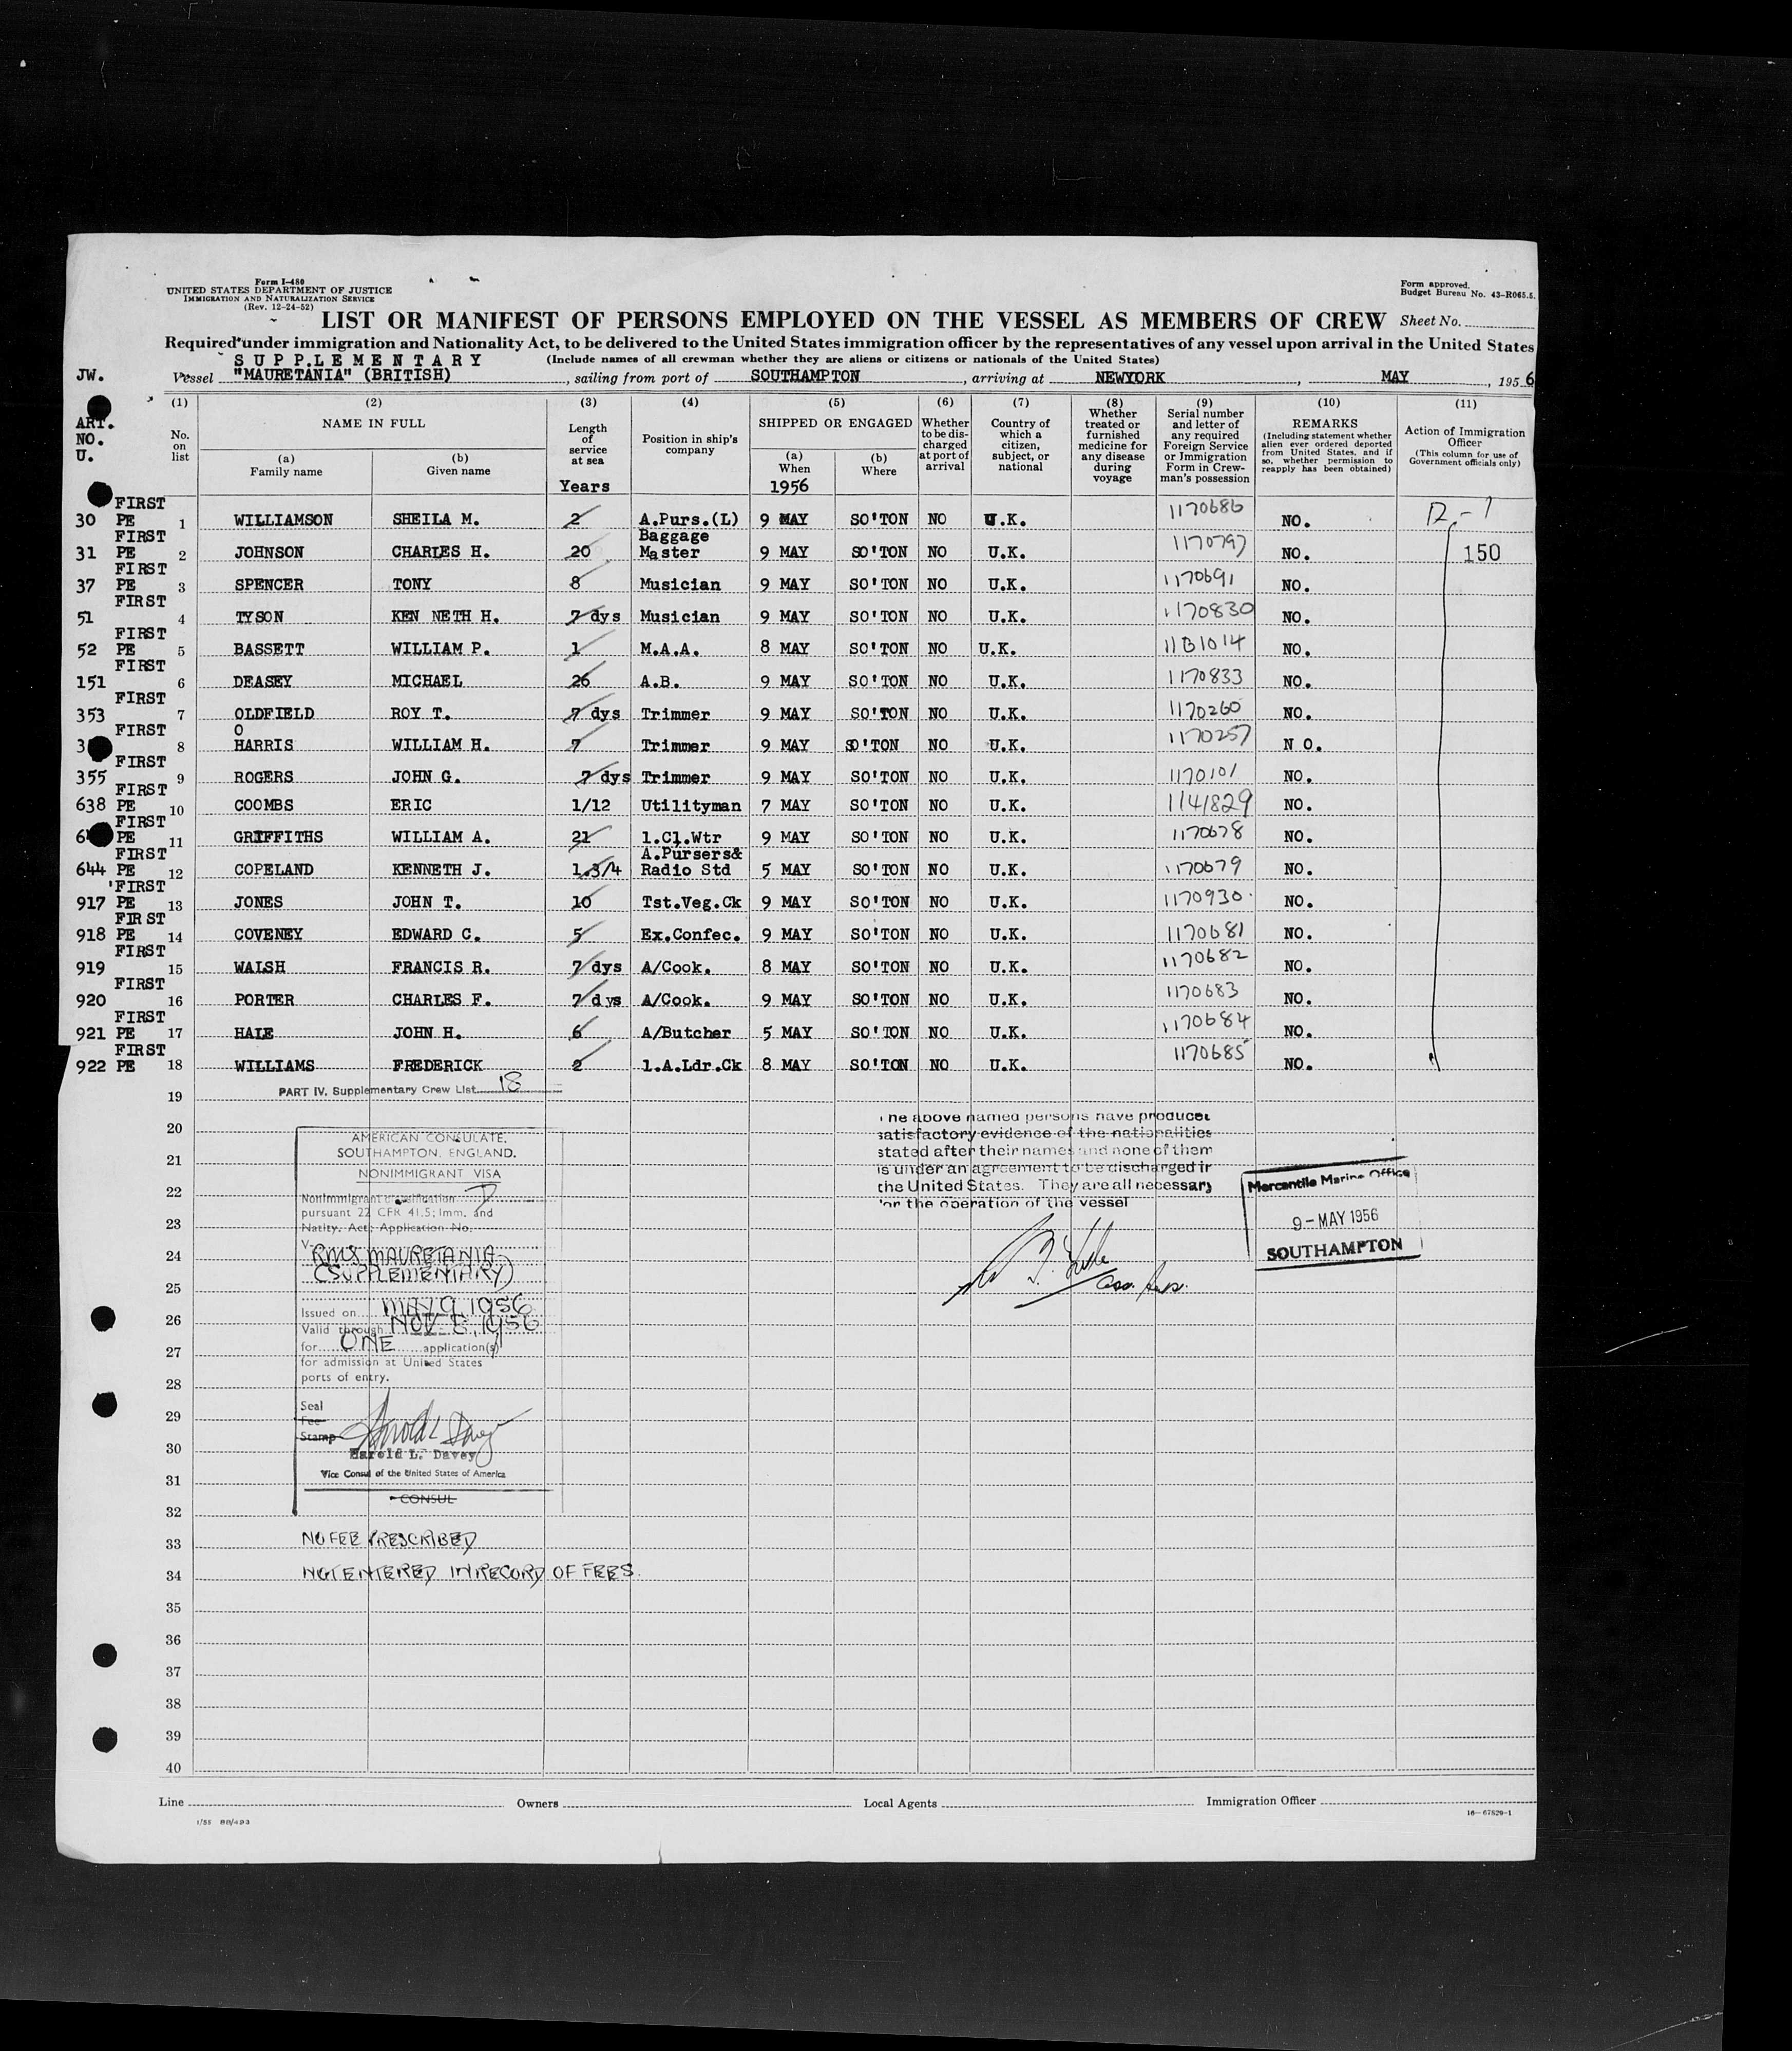 Form I-480
UNITED STATES DEPARTMENT OF JUSTICE
IMMIGRATION AND NATURALIZATION SERVICE
(Rev. 12-24-52)
Form approved.
Budget Bureau No. 43-R065.5.
LIST OR MANIFEST OF PERSONS EMPLOYED ON THE VESSEL AS MEMBERS OF CREW Sheet No.
Required under immigration and Nationality Act, to be delivered to the United States immigration officer by the representatives of any vessel upon arrival in the United States
SUPPLEMENTARY (Include names of all crewman whether they are aliens or citizens or nationals of the United States)
JW. Vessel "MAURETANIA" (BRITISH), sailing from port of SOUTHAMPTON, arriving at NEWYORK, MAY, 1956
ART. NO. U.
(1) No. on list
(2) NAME IN FULL (a) Family name (b) Given name
(3) Length of service at sea Years
(4) Position in ship's company
(5) SHIPPED OR ENGAGED (a) When 1956 (b) Where
(6) Whether to be discharged at port of arrival
(7) Country of which a citizen, subject, or national
(8) Whether treated or furnished medicine for any disease during voyage
(9) Serial number and letter of any required Foreign Service or Immigration Form in Crewman's possession
(10) REMARKS (Including statement whether alien ever ordered deported from United States, and if so, whether permission to reapply has been obtained)
(11) Action of Immigration Officer (This column for use of Government officials only)
FIRST
30 PE 1 WILLIAMSON SHEILA M. 2 A.Purs.(L) 9 MAY SO'TON NO U.K. 1170686 NO. D-1
FIRST Baggage
31 PE 2 JOHNSON CHARLES H. 20 Master 9 MAY SO'TON NO U.K. 1170797 NO. 150
FIRST
37 PE 3 SPENCER TONY 8 Musician 9 MAY SO'TON NO U.K. 1170691 NO.
FIRST
51 4 TYSON KEN NETH H. 7 dys Musician 9 MAY SO'TON NO U.K. 1170830 NO.
FIRST
52 PE 5 BASSETT WILLIAM P. 1 M.A.A. 8 MAY SO'TON NO U.K. 11B1014 NO.
FIRST
151 6 DEASEY MICHAEL 26 A.B. 9 MAY SO'TON NO U.K. 1170833 NO.
FIRST
353 7 OLDFIELD ROY T. 7 dys Trimmer 9 MAY SO'TON NO U.K. 1170260 NO.
FIRST O
3 8 HARRIS WILLIAM H. 7 Trimmer 9 MAY SO'TON NO U.K. 1170257 N O.
FIRST
355 9 ROGERS JOHN G. 7 dys Trimmer 9 MAY SO'TON NO U.K. 1170101 NO.
FIRST
638 PE 10 COOMBS ERIC 1/12 Utilityman 7 MAY SO'TON NO U.K. 1141829 NO.
FIRST
6 PE 11 GRIFFITHS WILLIAM A. 21 1.Cl.Wtr 9 MAY SO'TON NO U.K. 1170678 NO.
FIRST A.Pursers&
644 PE 12 COPELAND KENNETH J. 1.3/4 Radio Std 5 MAY SO'TON NO U.K. 1170679 NO.
'FIRST
917 PE 13 JONES JOHN T. 10 Tst.Veg.Ck 9 MAY SO'TON NO U.K. 1170930 NO.
FIRST
918 PE 14 COVENEY EDWARD C. 5 Ex.Confec. 9 MAY SO'TON NO U.K. 1170681 NO.
FIRST
919 15 WALSH FRANCIS R. 7 dys A/Cook. 8 MAY SO'TON NO U.K. 1170682 NO.
FIRST
920 16 PORTER CHARLES F. 7 dys A/Cook. 9 MAY SO'TON NO U.K. 1170683 NO.
FIRST
921 PE 17 HALE JOHN H. 6 A/Butcher 5 MAY SO'TON NO U.K. 1170684 NO.
FIRST
922 PE 18 WILLIAMS FREDERICK 2 1.A.Ldr.Ck 8 MAY SO'TON NO U.K. 1170685 NO.
PART IV. Supplementary Crew List 18
19
20
21
22
23
24
25
26
27
28
29
30
31
32
33
34
35
36
37
38
39
40
AMERICAN CONSULATE,
SOUTHAMPTON, ENGLAND.
NONIMMIGRANT VISA
Nonimmigrant classification D
pursuant 22 CFR 41.5; Imm. and
Natity. Act; Application No.
V-
RMS MAURETANIA
(SUPPLEMENTARY)
Issued on MAY 9, 1956
Valid through NOV 8, 1956
for ONE application(s)
for admission at United States
ports of entry.
Seal
Fee
Stamp
Harold L. Davey
Vice Consul of the United States of America
CONSUL
NO FEE PRESCRIBED
NOT ENTERED IN RECORD OF FEES.
The above named persons have produced
satisfactory evidence of the nationalities
stated after their names and none of them
is under an agreement to be discharged in
the United States. They are all necessary
for the operation of the vessel
Mercantile Marine Office
9-MAY 1956
SOUTHAMPTON
Line Owners Local Agents Immigration Officer
1/55 BB/493
16—67529-1